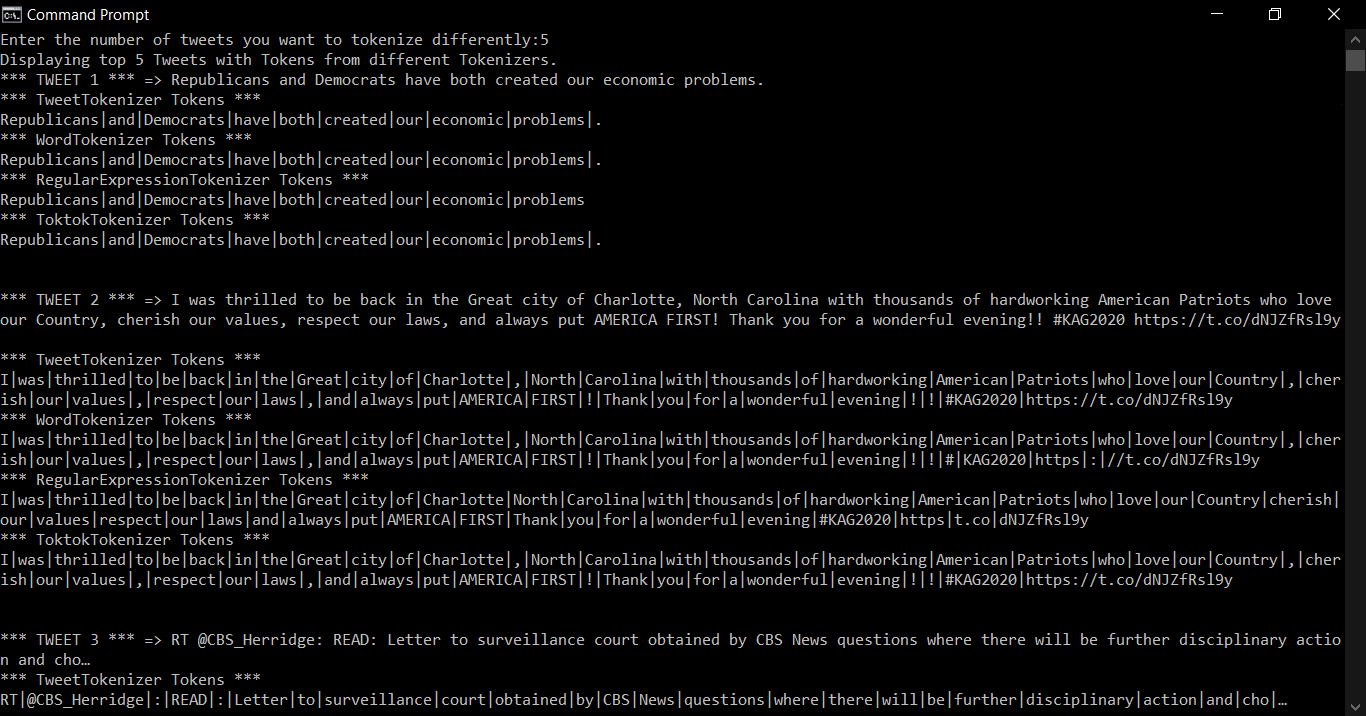 Command Prompt
Enter the number of tweets you want to tokenize differently:5
Displaying top 5 Tweets with Tokens from different Tokenizers.
*** TWEET 1 *** => Republicans and Democrats have both created our economic problems.
*** TweetTokenizer Tokens ***
Republicans|and|Democrats|have|both|created|our|economic|problems|.
*** WordTokenizer Tokens ***
Republicans|and|Democrats|have|both|created|our|economic|problems|.
*** RegularExpressionTokenizer Tokens ***
Republicans|and|Democrats|have|both|created|our|economic|problems
*** ToktokTokenizer Tokens ***
Republicans|and|Democrats|have|both|created|our|economic|problems|.
*** TWEET 2 *** => I was thrilled to be back in the Great city of Charlotte, North Carolina with thousands of hardworking American Patriots who love
our Country, cherish our values, respect our laws, and always put AMERICA FIRST! Thank you for a wonderful evening!! #KAG2020 https://t.co/dNJZfRsl9y
*** TweetTokenizer Tokens ***
I|was|thrilled|to|be|back|in|the|Great|city|of|Charlotte|,|North|Carolina|with|thousands|of|hardworking|American|Patriots|who|love|our|Country|,|cher
ish|our|values|,|respect|our|laws|,|and|always|put|AMERICA|FIRST|!|Thank|you|for|a|wonderful|evening|!|!|#KAG2020|https://t.co/dNJZfRsl9y
*** WordTokenizer Tokens ***
I|was|thrilled|to|be|back|in|the|Great|city|of|Charlotte|,|North|Carolina|with|thousands|of|hardworking|American|Patriots|who|love|our|Country|,|cher
ish|our|values|,|respect|our|laws|,|and|always|put|AMERICA|FIRST|!|Thank|you|for|a|wonderful|evening|!|!|#|KAG2020|https|:|//t.co/dNJZfRsl9y
*** RegularExpressionTokenizer Tokens ***
I|was|thrilled|to|be|back|in|the|Great|city|of|Charlotte|North|Carolina|with|thousands|of|hardworking|American|Patriots|who|love|our|Country|cherish|
our|values|respect|our|laws|and|always|put|AMERICA|FIRST|Thank|you|for|a|wonderful|evening|#KAG2020|https|t.co|dNJZfRsl9y
*** ToktokTokenizer Tokens ***
I|was|thrilled|to|be|back|in|the|Great|city|of|Charlotte|,|North|Carolina|with|thousands|of|hardworking|American|Patriots|who|love|our|Country|,|cher
ish|our|values|,|respect|our|laws|,|and|always|put|AMERICA|FIRST|!|Thank|you|for|a|wonderful|evening|!|!|#KAG2020|https://t.co/dNJZfRsl9y
*** TWEET 3 *** => RT @CBS_Herridge: READ: Letter to surveillance court obtained by CBS News questions where there will be further disciplinary actio
n and cho…
*** TweetTokenizer Tokens ***
RT|@CBS_Herridge|:|READ|:|Letter|to|surveillance|court|obtained|by|CBS|News|questions|where|there|will|be|further|disciplinary|action|and|cho|…